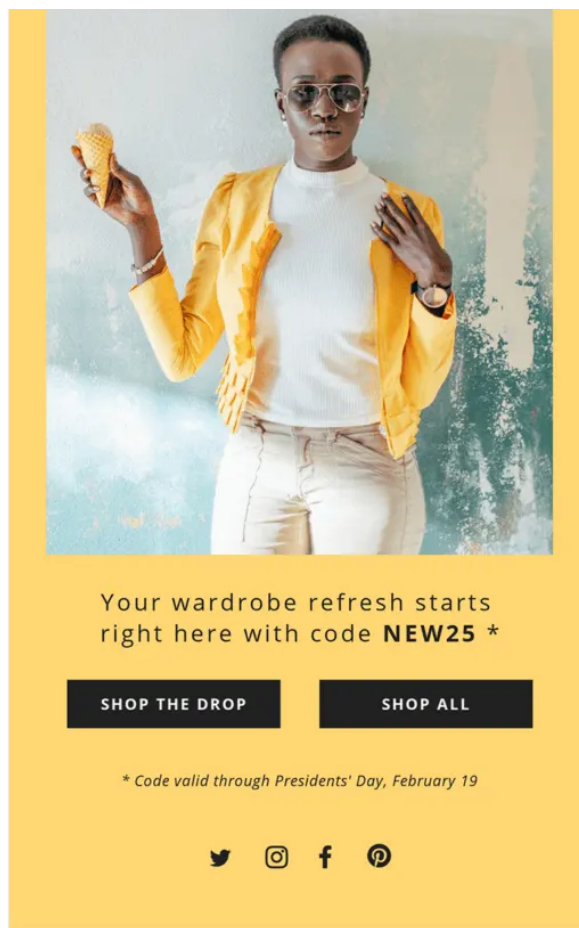 Your wardrobe refresh starts
right here with code NEW25 *
SHOP THE DROP
SHOP ALL
* Code valid through Presidents' Day, February 19